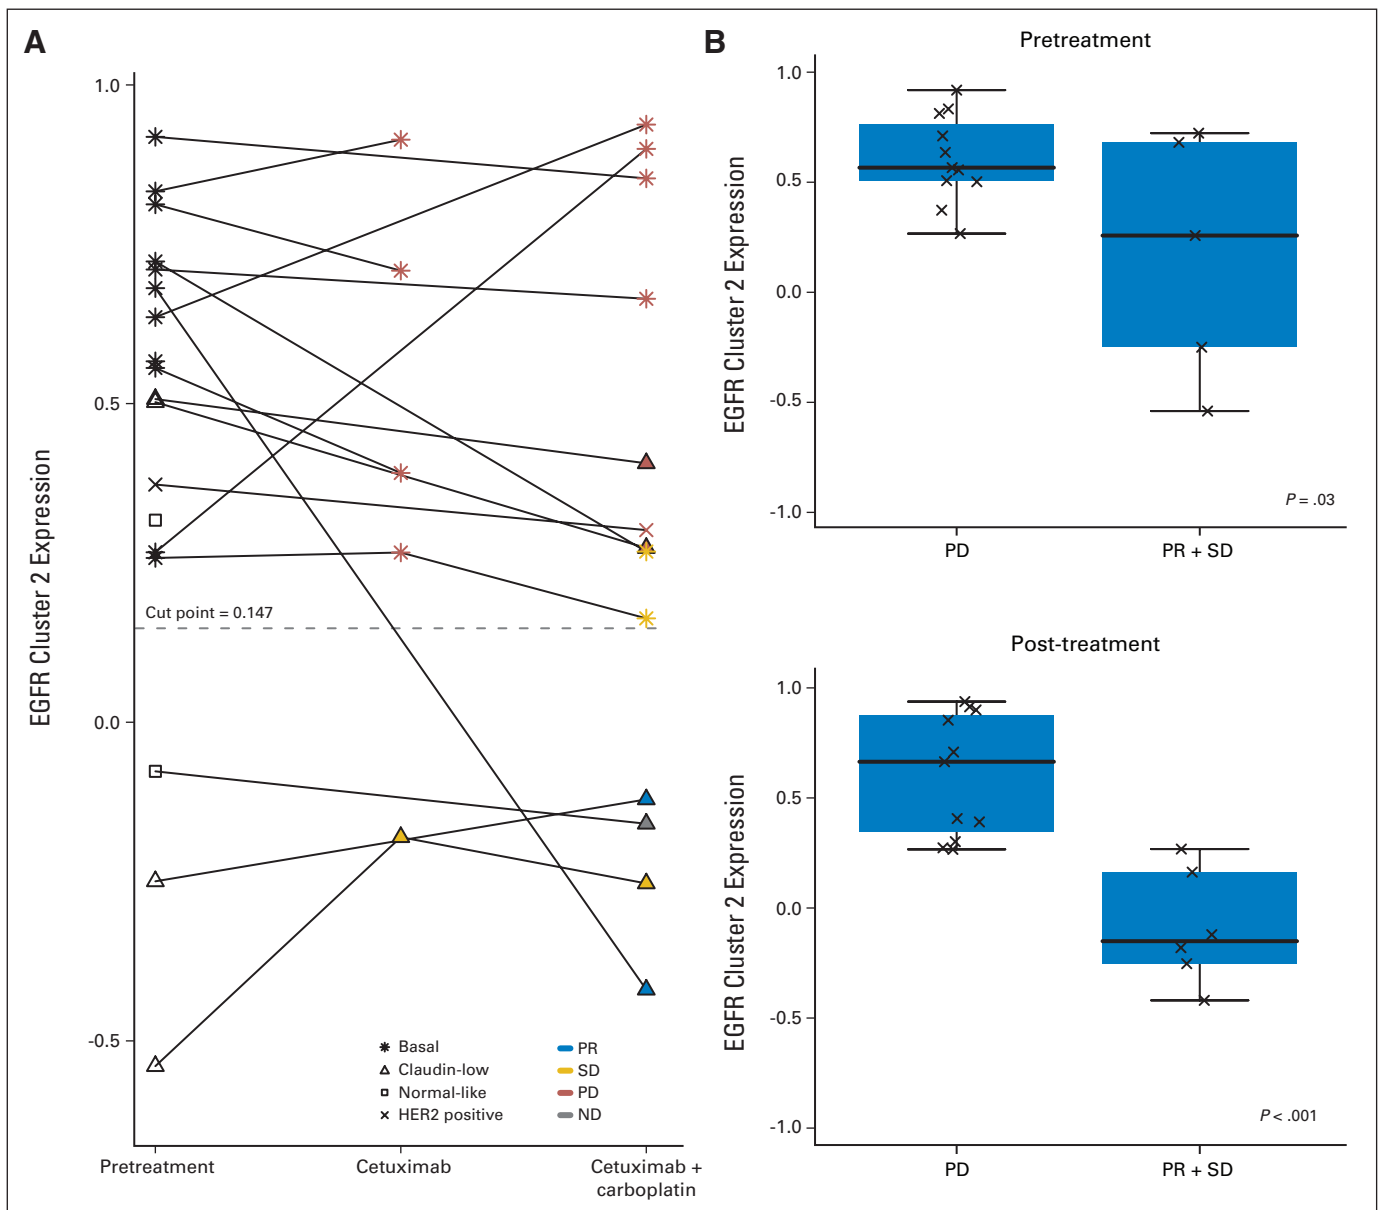 A
EGFR Cluster 2 Expression
1.0
0.5
0.0
-0.5
Cut point = 0.147
Basal
Claudin-low
Normal-like
HER2 positive
PR
SD
PD
ND
Pretreatment
Cetuximab
Cetuximab +
carboplatin
B
Pretreatment
EGFR Cluster 2 Expression
1.0
0.5
0.0
-0.5
-1.0
P = .03
PD
PR + SD
Post-treatment
EGFR Cluster 2 Expression
1.0
0.5
0.0
-0.5
-1.0
P < .001
PD
PR + SD